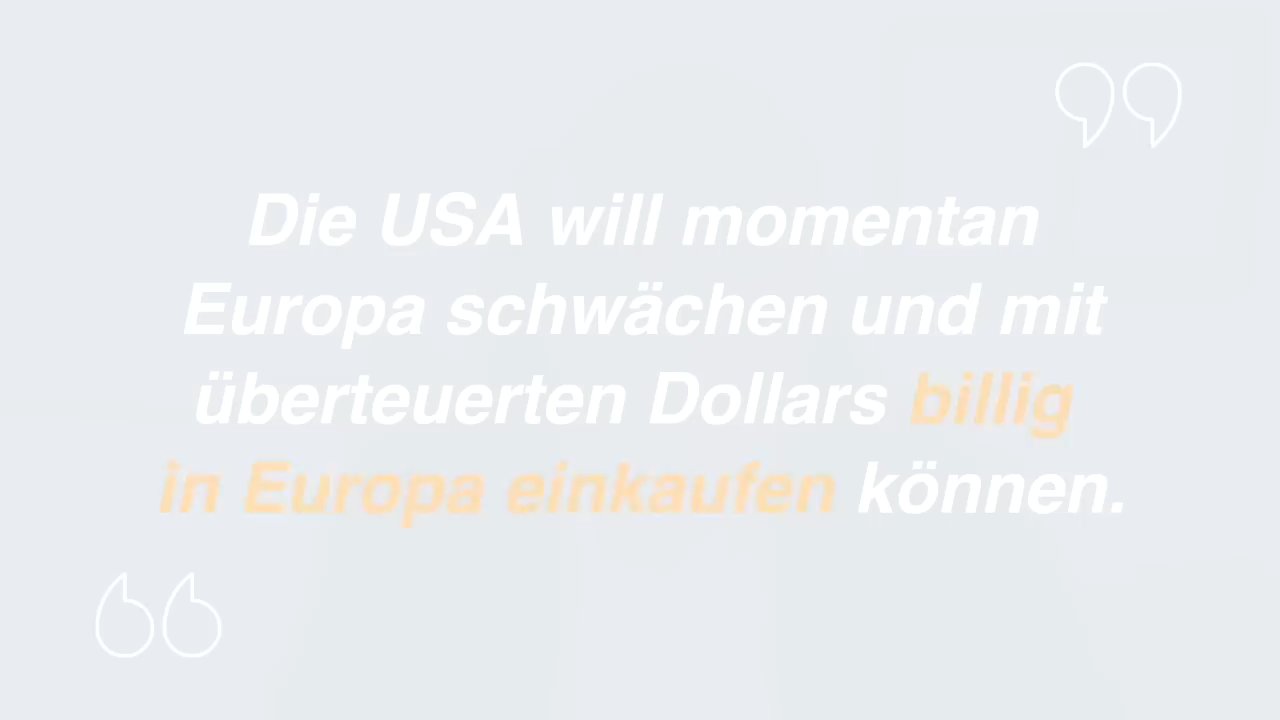 Die USA will momentan
Europa schwächen und mit
überteuerten Dollars billig
in Europa einkaufen können.